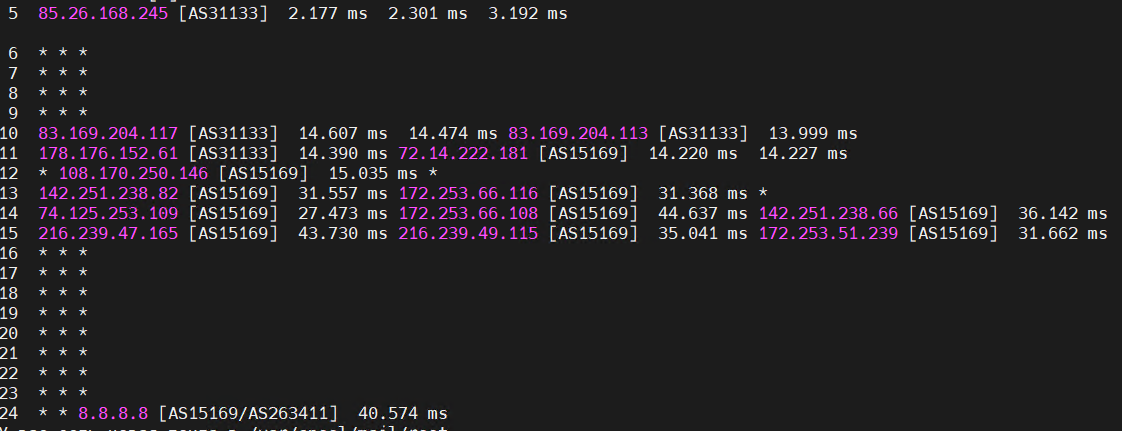 5 85.26.168.245 [AS31133] 2.177 ms 2.301 ms 3.192 ms
6 * * *
7 * * *
8 * * *
9 * * *
10 83.169.204.117 [AS31133] 14.607 ms 14.474 ms 83.169.204.113 [AS31133] 13.999 ms
11 178.176.152.61 [AS31133] 14.390 ms 72.14.222.181 [AS15169] 14.220 ms 14.227 ms
12 * 108.170.250.146 [AS15169] 15.035 ms *
13 142.251.238.82 [AS15169] 31.557 ms 172.253.66.116 [AS15169] 31.368 ms *
14 74.125.253.109 [AS15169] 27.473 ms 172.253.66.108 [AS15169] 44.637 ms 142.251.238.66 [AS15169] 36.142 ms
15 216.239.47.165 [AS15169] 43.730 ms 216.239.49.115 [AS15169] 35.041 ms 172.253.51.239 [AS15169] 31.662 ms
16 * * *
17 * * *
18 * * *
19 * * *
20 * * *
21 * * *
22 * * *
23 * * *
24 * * 8.8.8.8 [AS15169/AS263411] 40.574 ms